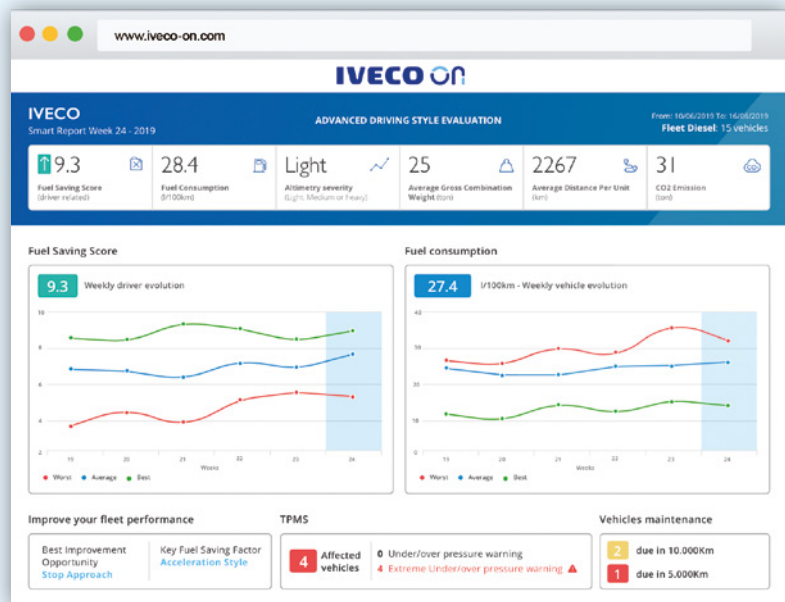 www.iveco-on.com
IVECO ON
IVECO
Smart Report Week 24 - 2019
ADVANCED DRIVING STYLE EVALUATION
From: 10/06/2019 To: 16/06/2019
Fleet Diesel: 15 vehicles
9.3
Fuel Saving Score
(driver related)
28.4
Fuel Consumption
(l/100km)
Light
Altimetry severity
(Light, Medium or heavy)
25
Average Gross Combination
Weight (ton)
2267
Average Distance Per Unit
(km)
31
CO2 Emission
(ton)
Fuel Saving Score
9.3 Weekly driver evolution
10
8
6
4
2
19 20 21 22 23 24
Weeks
Worst Average Best
Fuel consumption
27.4 l/100km - Weekly vehicle evolution
40
30
20
10
0
19 20 21 22 23 24
Weeks
Worst Average Best
Improve your fleet performance
Best Improvement
Opportunity
Stop Approach
Key Fuel Saving Factor
Acceleration Style
TPMS
4 Affected
vehicles
0 Under/over pressure warning
4 Extreme Under/over pressure warning
Vehicles maintenance
2 due in 10.000Km
1 due in 5.000Km